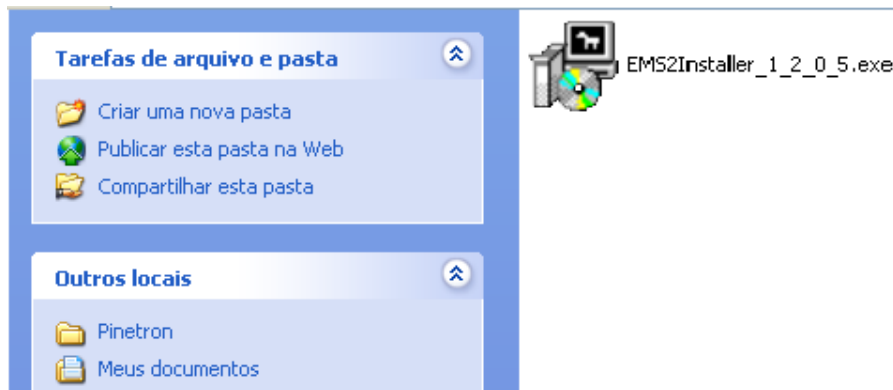 Tarefas de arquivo e pasta
Criar uma nova pasta
Publicar esta pasta na Web
Compartilhar esta pasta
Outros locais
Pinetron
Meus documentos
EMS2Installer_1_2_0_5.exe